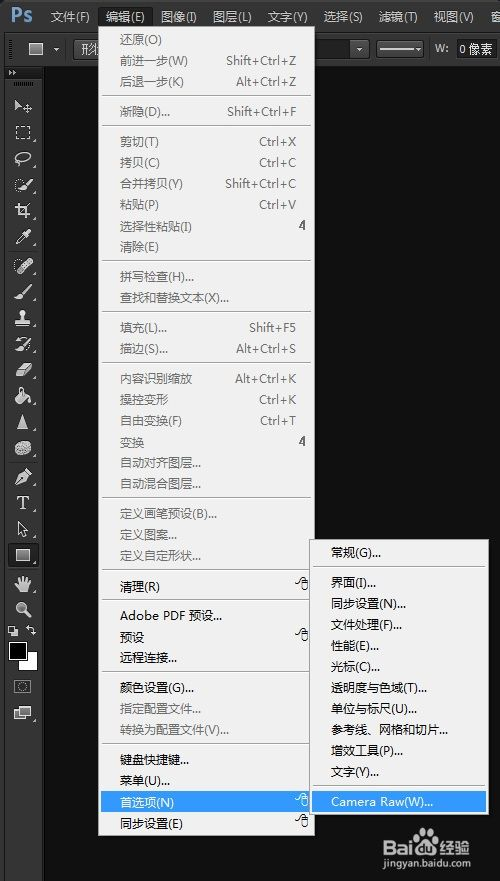 Ps 文件(F) 编辑(E) 图像(I) 图层(L) 文字(Y) 选择(S) 滤镜(T) 视图(V)
W: 0 像素
还原(O)
前进一步(W) Shift+Ctrl+Z
后退一步(K) Alt+Ctrl+Z
渐隐(D)... Shift+Ctrl+F
剪切(T) Ctrl+X
拷贝(C) Ctrl+C
合并拷贝(Y) Shift+Ctrl+C
粘贴(P) Ctrl+V
选择性粘贴(I)
清除(E)
拼写检查(H)...
查找和替换文本(X)...
填充(L)... Shift+F5
描边(S)... Alt+Ctrl+S
内容识别缩放 Alt+Ctrl+K
操控变形 Ctrl+K
自由变换(F) Ctrl+T
变换
自动对齐图层...
自动混合图层...
定义画笔预设(B)...
定义图案...
定义自定形状...
清理(R)
Adobe PDF 预设...
预设
远程连接...
颜色设置(G)...
指定配置文件...
转换为配置文件(V)...
键盘快捷键...
菜单(U)...
首选项(N)
同步设置(E)
常规(G)...
界面(I)...
同步设置(N)...
文件处理(F)...
性能(E)...
光标(C)...
透明度与色域(T)...
单位与标尺(U)...
参考线、网格和切片...
增效工具(P)...
文字(Y)...
Camera Raw(W)...
Baidu 经验
jingyan.baidu.com